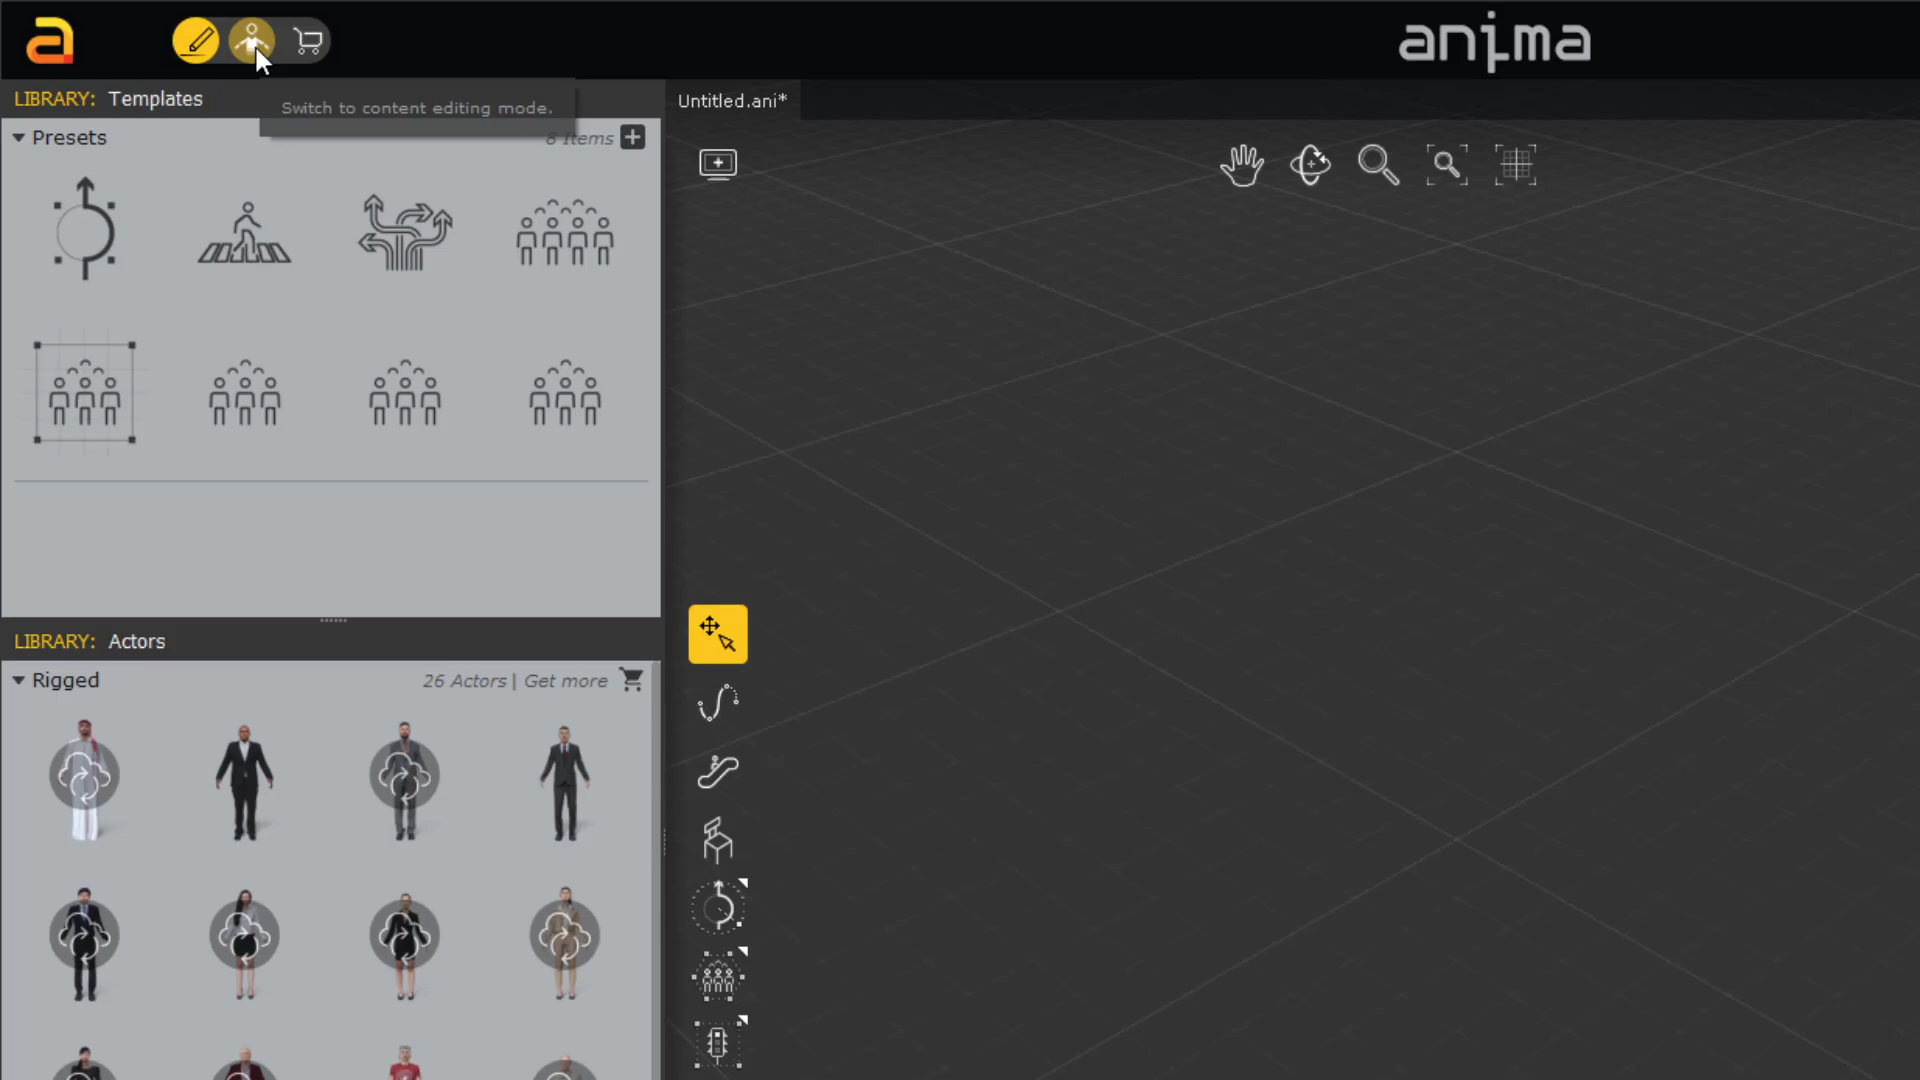 anima
LIBRARY: Templates
Switch to content editing mode.
Untitled.ani*
Presets
8 Items
LIBRARY: Actors
Rigged
26 Actors | Get more